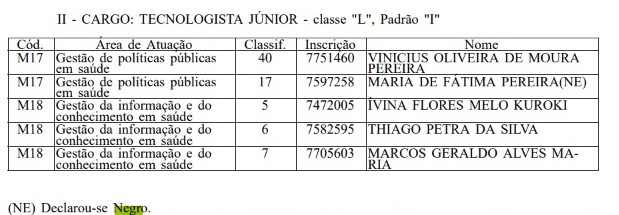 II - CARGO: TECNOLOGISTA JÚNIOR - classe "L", Padrão "I"
Cód. Área de Atuação Classif. Inscrição Nome
M17 Gestão de políticas públicas em saúde 40 7751460 VINICIUS OLIVEIRA DE MOURA PEREIRA
M17 Gestão de políticas públicas em saúde 17 7597258 MARIA DE FÁTIMA PEREIRA(NE)
M18 Gestão da informação e do conhecimento em saúde 5 7472005 ÍVINA FLORES MELO KUROKI
M18 Gestão da informação e do conhecimento em saúde 6 7582595 THIAGO PETRA DA SILVA
M18 Gestão da informação e do conhecimento em saúde 7 7705603 MARCOS GERALDO ALVES MA-RIA
(NE) Declarou-se Negro.